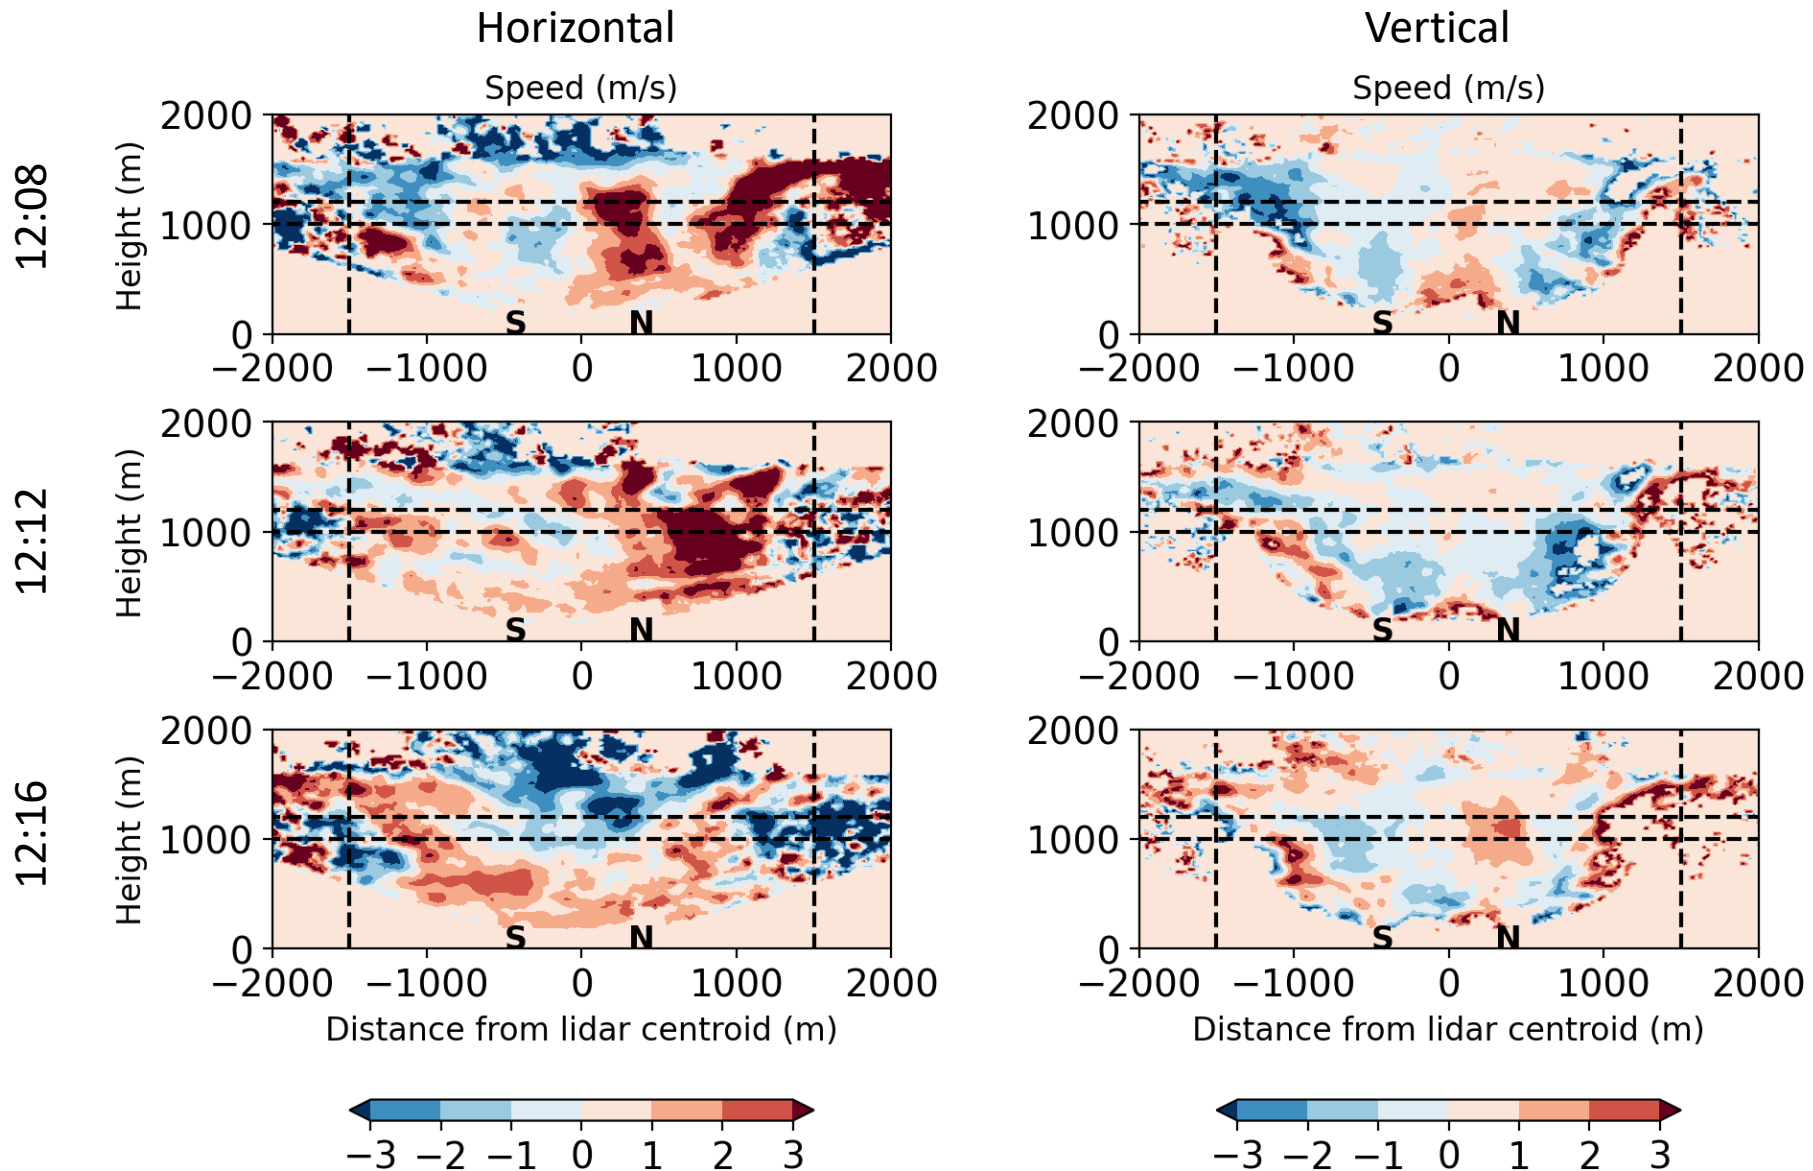 Horizontal Vertical
Speed (m/s) Speed (m/s)
12:08
Height (m) Height (m)
2000 2000
1000 1000
0 0
S N S N
−2000 −1000 0 1000 2000 −2000 −1000 0 1000 2000
12:12
Height (m) Height (m)
2000 2000
1000 1000
0 0
S N S N
−2000 −1000 0 1000 2000 −2000 −1000 0 1000 2000
12:16
Height (m) Height (m)
2000 2000
1000 1000
0 0
S N S N
−2000 −1000 0 1000 2000 −2000 −1000 0 1000 2000
Distance from lidar centroid (m) Distance from lidar centroid (m)
−3 −2 −1 0 1 2 3 −3 −2 −1 0 1 2 3